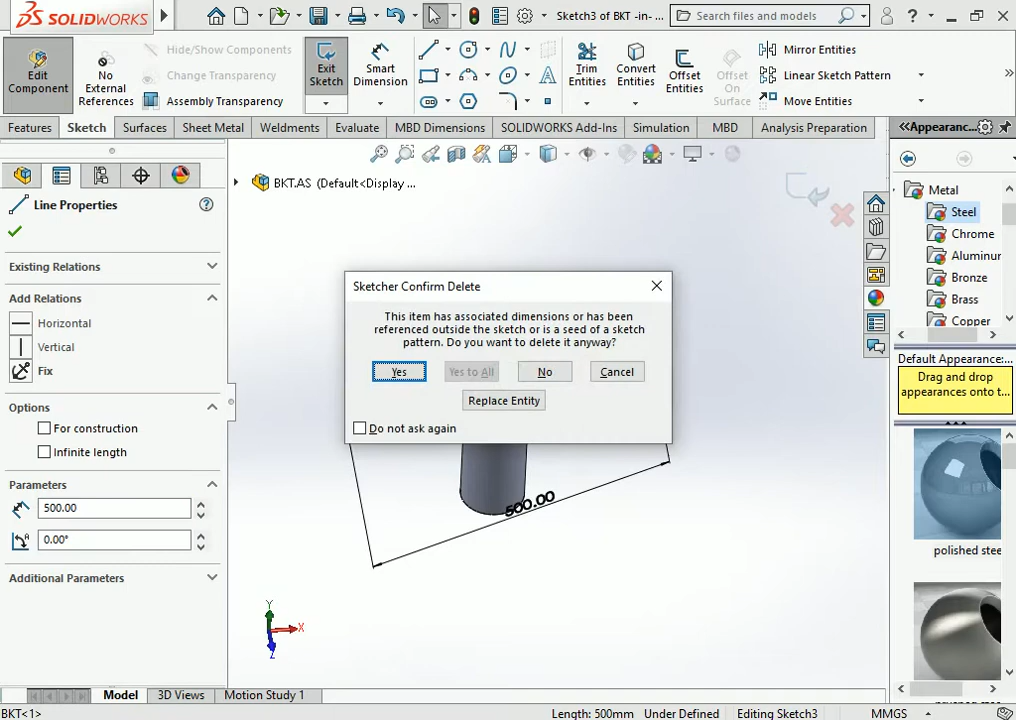 SOLIDWORKS
Sketch3 of BKT -in-
Search files and models
?
Edit Component
No External References
Hide/Show Components
Change Transparency
Assembly Transparency
Exit Sketch
Smart Dimension
Trim Entities
Convert Entities
Offset Entities
Offset On Surface
Mirror Entities
Linear Sketch Pattern
Move Entities
Features
Sketch
Surfaces
Sheet Metal
Weldments
Evaluate
MBD Dimensions
SOLIDWORKS Add-Ins
Simulation
MBD
Analysis Preparation
<<Appearanc...
BKT.AS (Default<Display ...
Line Properties
?
Existing Relations
Add Relations
Horizontal
Vertical
Fix
Options
For construction
Infinite length
Parameters
500.00
0.00°
Additional Parameters
Sketcher Confirm Delete
This item has associated dimensions or has been
referenced outside the sketch or is a seed of a sketch
pattern. Do you want to delete it anyway?
Yes
Yes to All
No
Cancel
Replace Entity
Do not ask again
500.00
Y
X
Z
Metal
Steel
Chrome
Aluminur
Bronze
Brass
Copper
Default Appearance:
Drag and drop
appearances onto t...
polished stee
Model
3D Views
Motion Study 1
BKT<1>
Length: 500mm
Under Defined
Editing Sketch3
MMGS